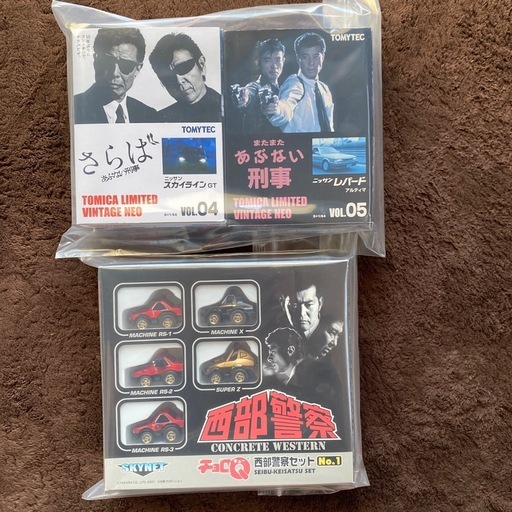 TOMYTEC
さらば
あぶない刑事
ニッサン
スカイラインGT
TOMICA LIMITED
VINTAGE NEO
VOL.04
TOMYTEC
またまた
あぶない
刑事
ニッサン レパード
アルティマ
TOMICA LIMITED
VINTAGE NEO
VOL.05
MACHINE RS-1
MACHINE X
MACHINE RS-2
SUPER Z
MACHINE RS-3
西部警察
CONCRETE WESTERN
SKYNET
チョロQ
西部警察セット No.1
SEIBU-KEISATSU SET